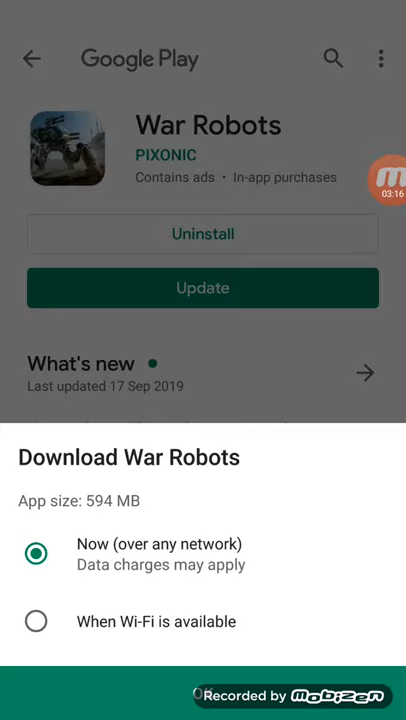 Google Play
War Robots
PIXONIC
Contains ads • In-app purchases
03:16
Uninstall
Update
What's new
Last updated 17 Sep 2019
Download War Robots
App size: 594 MB
Now (over any network)
Data charges may apply
When Wi-Fi is available
Recorded by mobizen